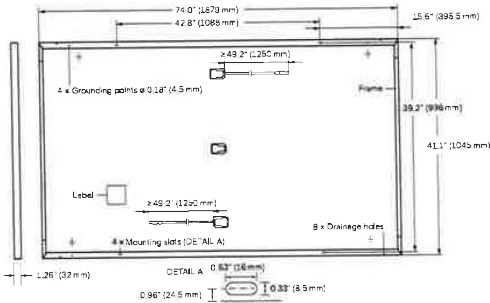 74.0" (1878 mm)
42.8" (1088 mm)
15.6" (395.5 mm)
≥49.2" (1250 mm)
4 x Grounding points ø 0.18" (4.5 mm)
Frame
39.2" (996 mm)
41.1" (1045 mm)
Label
≥49.2" (1250 mm)
8 x Drainage holes
4 x Mounting slots (DETAIL A)
1.26" (32 mm)
DETAIL A
0.63" (16 mm)
0.96" (24.5 mm)
0.33" (8.5 mm)